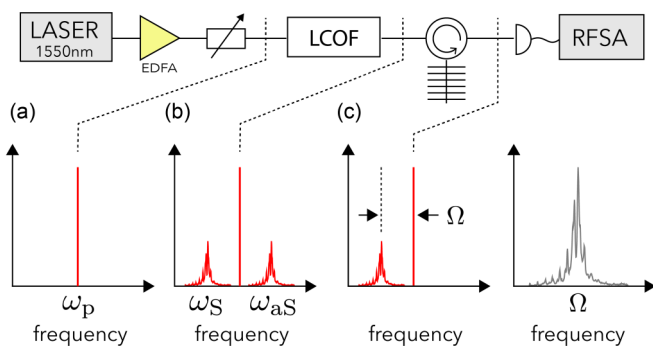 LASER
1550nm
EDFA
LCOF
RFSA
(a)
(b)
(c)
Ω
ωp
ωS
ωaS
Ω
frequency
frequency
frequency
frequency